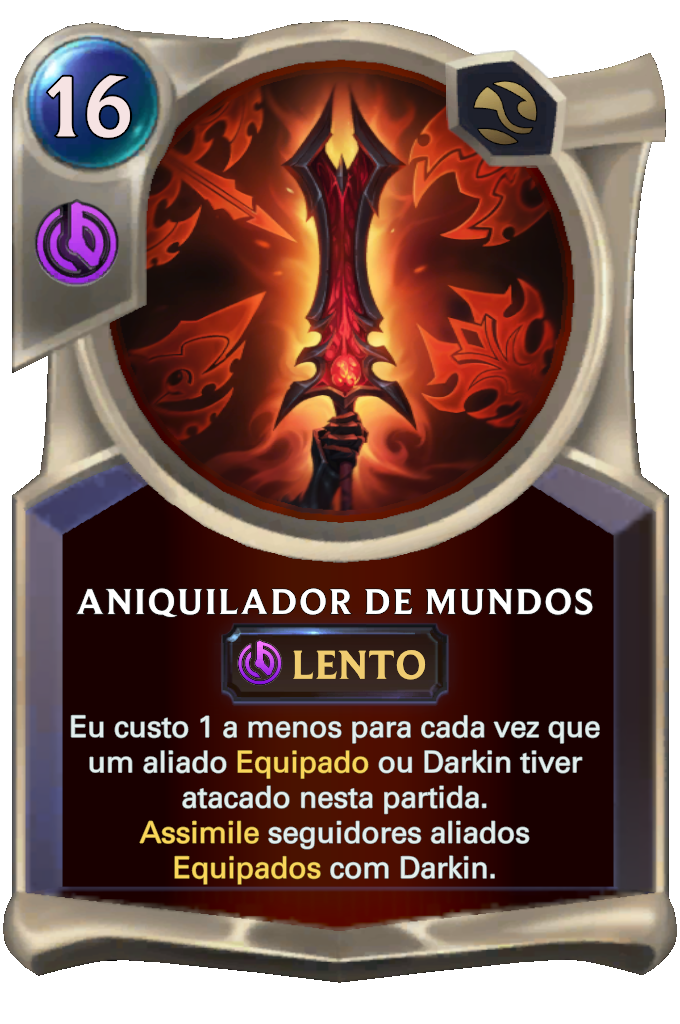 16
ANIQUILADOR DE MUNDOS
LENTO
Eu custo 1 a menos para cada vez que
um aliado Equipado ou Darkin tiver
atacado nesta partida.
Assimile seguidores aliados
Equipados com Darkin.